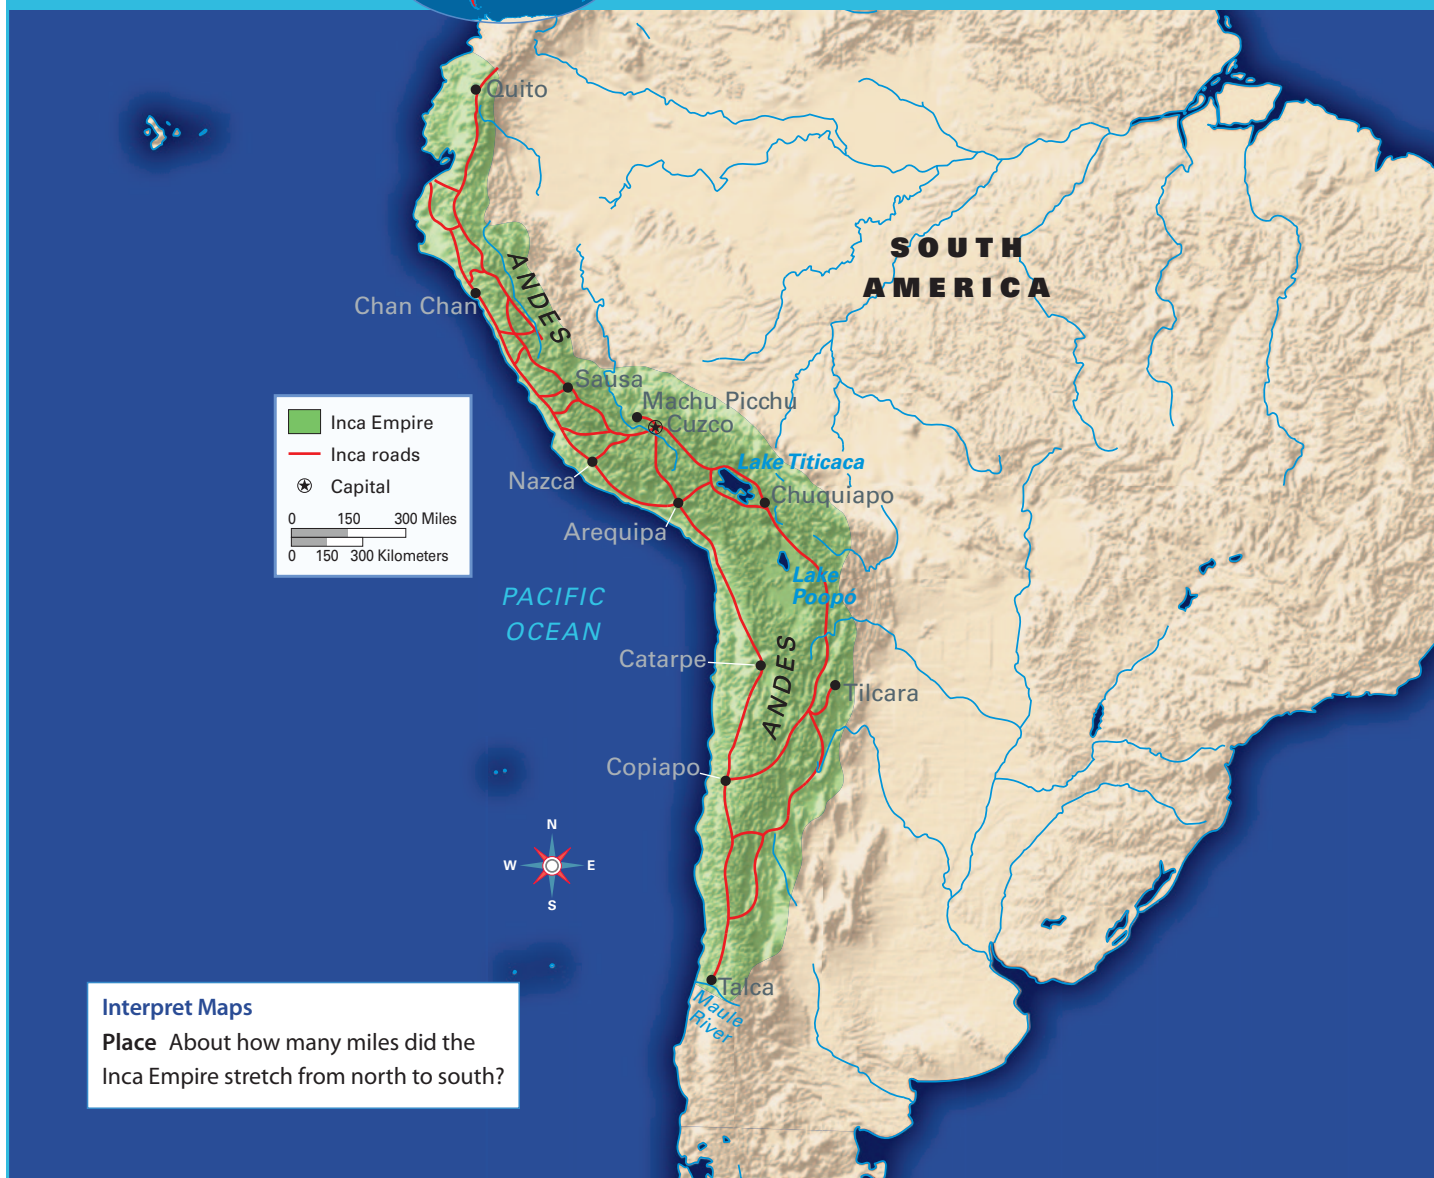 Quito
SOUTH
AMERICA
ANDES
Chan Chan
Sausa
Machu Picchu
Cuzco
Inca Empire
Inca roads
Capital
0 150 300 Miles
0 150 300 Kilometers
Nazca
Lake Titicaca
Chuquiapo
Arequipa
Lake
Poopó
PACIFIC
OCEAN
Catarpe
ANDES
Tilcara
Copiapo
N
W E
S
Talca
Maule
River
Interpret Maps
Place About how many miles did the
Inca Empire stretch from north to south?